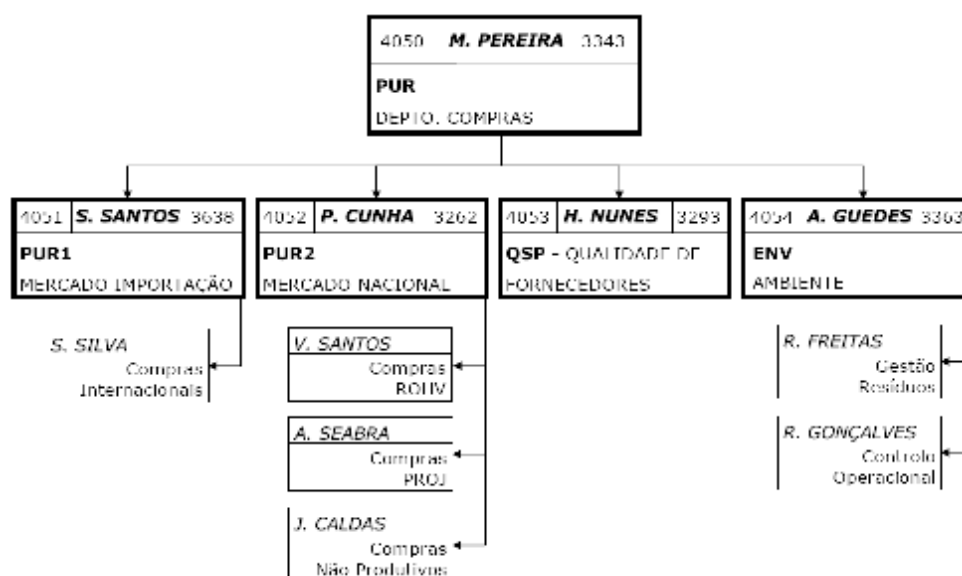 4050 M. PEREIRA 3343
PUR
DEPTO. COMPRAS
4051 S. SANTOS 3638
PUR1
MERCADO IMPORTAÇÃO
4052 P. CUNHA 3262
PUR2
MERCADO NACIONAL
4053 H. NUNES 3293
QSP - QUALIDADE DE
FORNECEDORES
4054 A. GUEDES 3363
ENV
AMBIENTE
S. SILVA
Compras
Internacionais
V. SANTOS
Compras
A. SEABRA
Compras
PROJ
J. CALDAS
Compras
Não Produtivos
R. FREITAS
Gestão
Resíduos
R. GONÇALVES
Controlo
Operacional